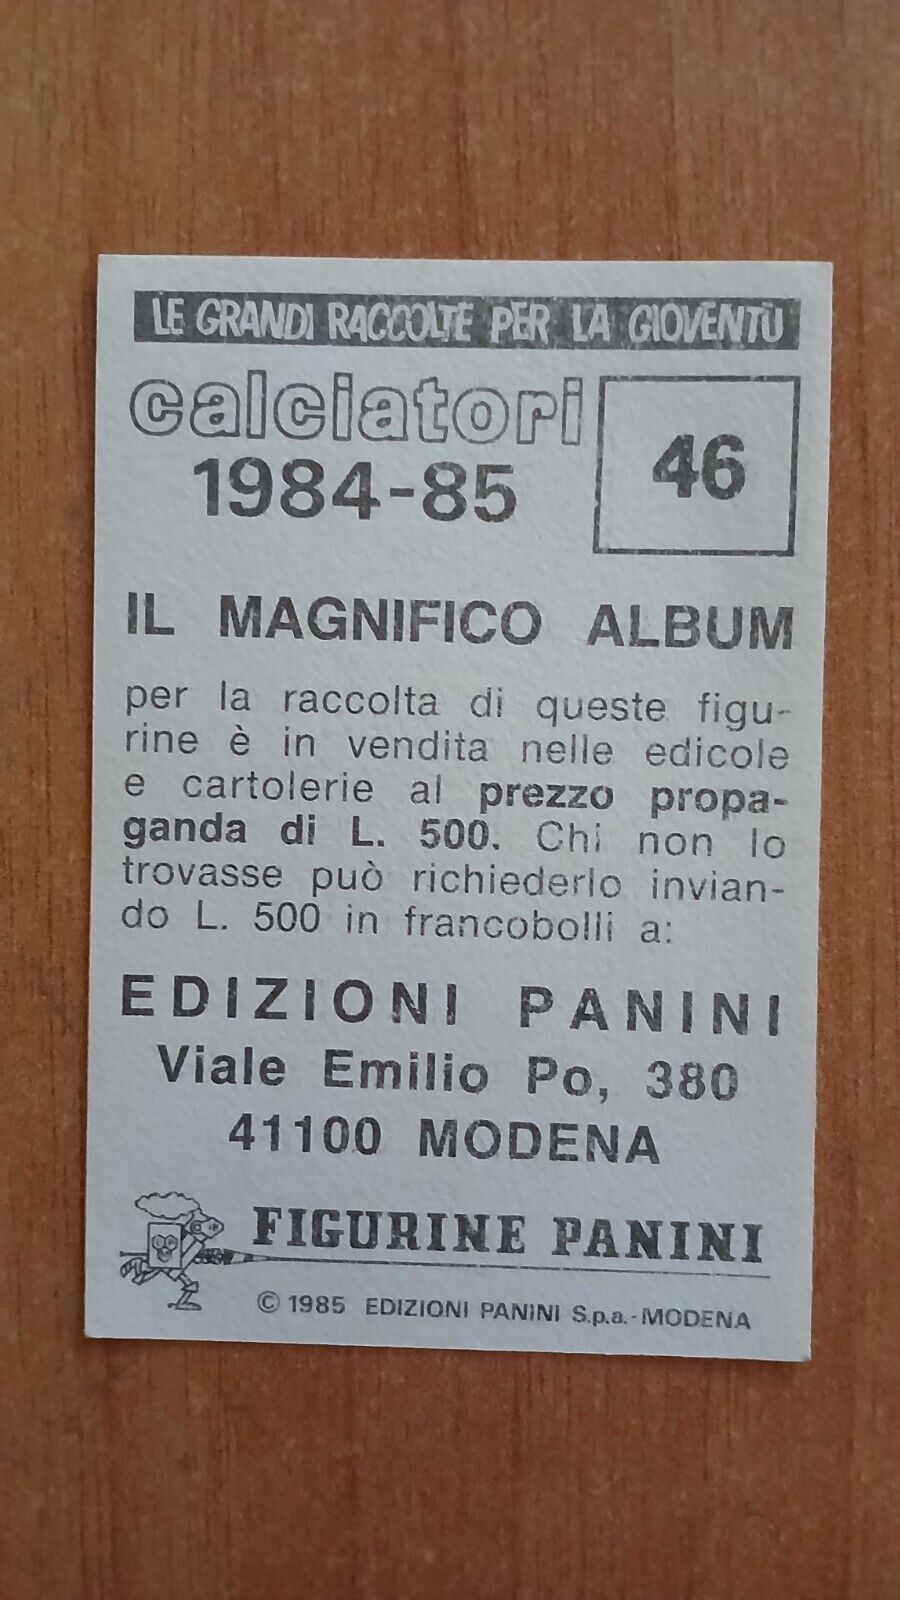 LE GRANDI RACCOLTE PER LA GIOVENTÙ
calciatori
1984-85
46
IL MAGNIFICO ALBUM
per la raccolta di queste figu-
rine è in vendita nelle edicole
e cartolerie al prezzo propa-
ganda di L. 500. Chi non lo
trovasse può richiederlo invian-
do L. 500 in francobolli a:
EDIZIONI PANINI
Viale Emilio Po, 380
41100 MODENA
FIGURINE PANINI
© 1985 EDIZIONI PANINI S.p.a.-MODENA